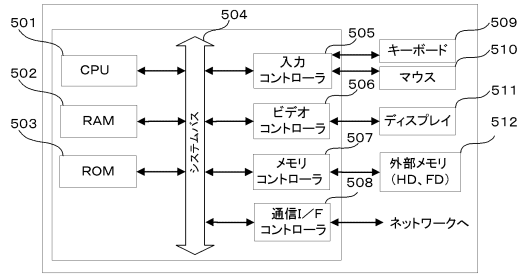 501
504
505
509
CPU
入力
コントローラ
キーボード
マウス
510
502
506
RAM
ビデオ
コントローラ
ディスプレイ
511
503
システムバス
507
512
ROM
メモリ
コントローラ
外部メモリ
(HD、FD)
508
通信I/F
コントローラ
ネットワークへ